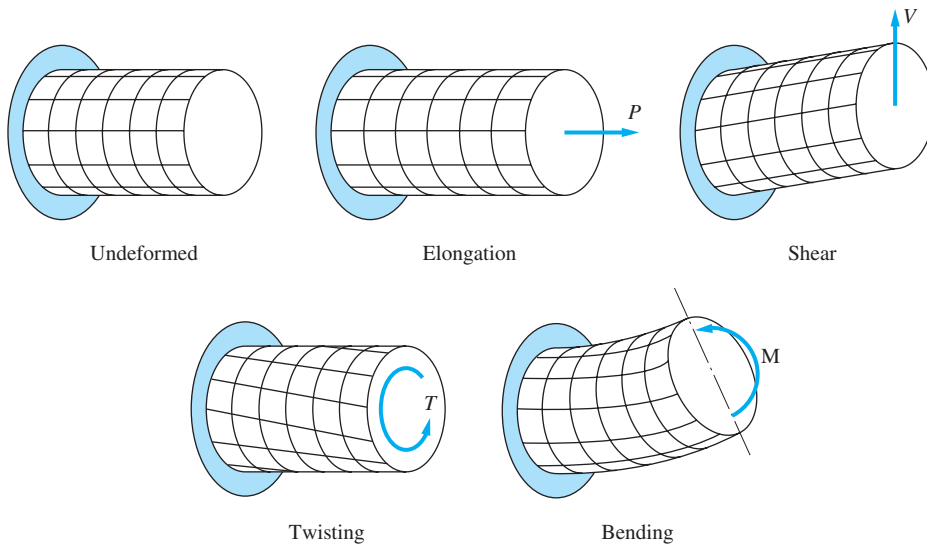 V
P
Undeformed
Elongation
Shear
M
T
Twisting
Bending